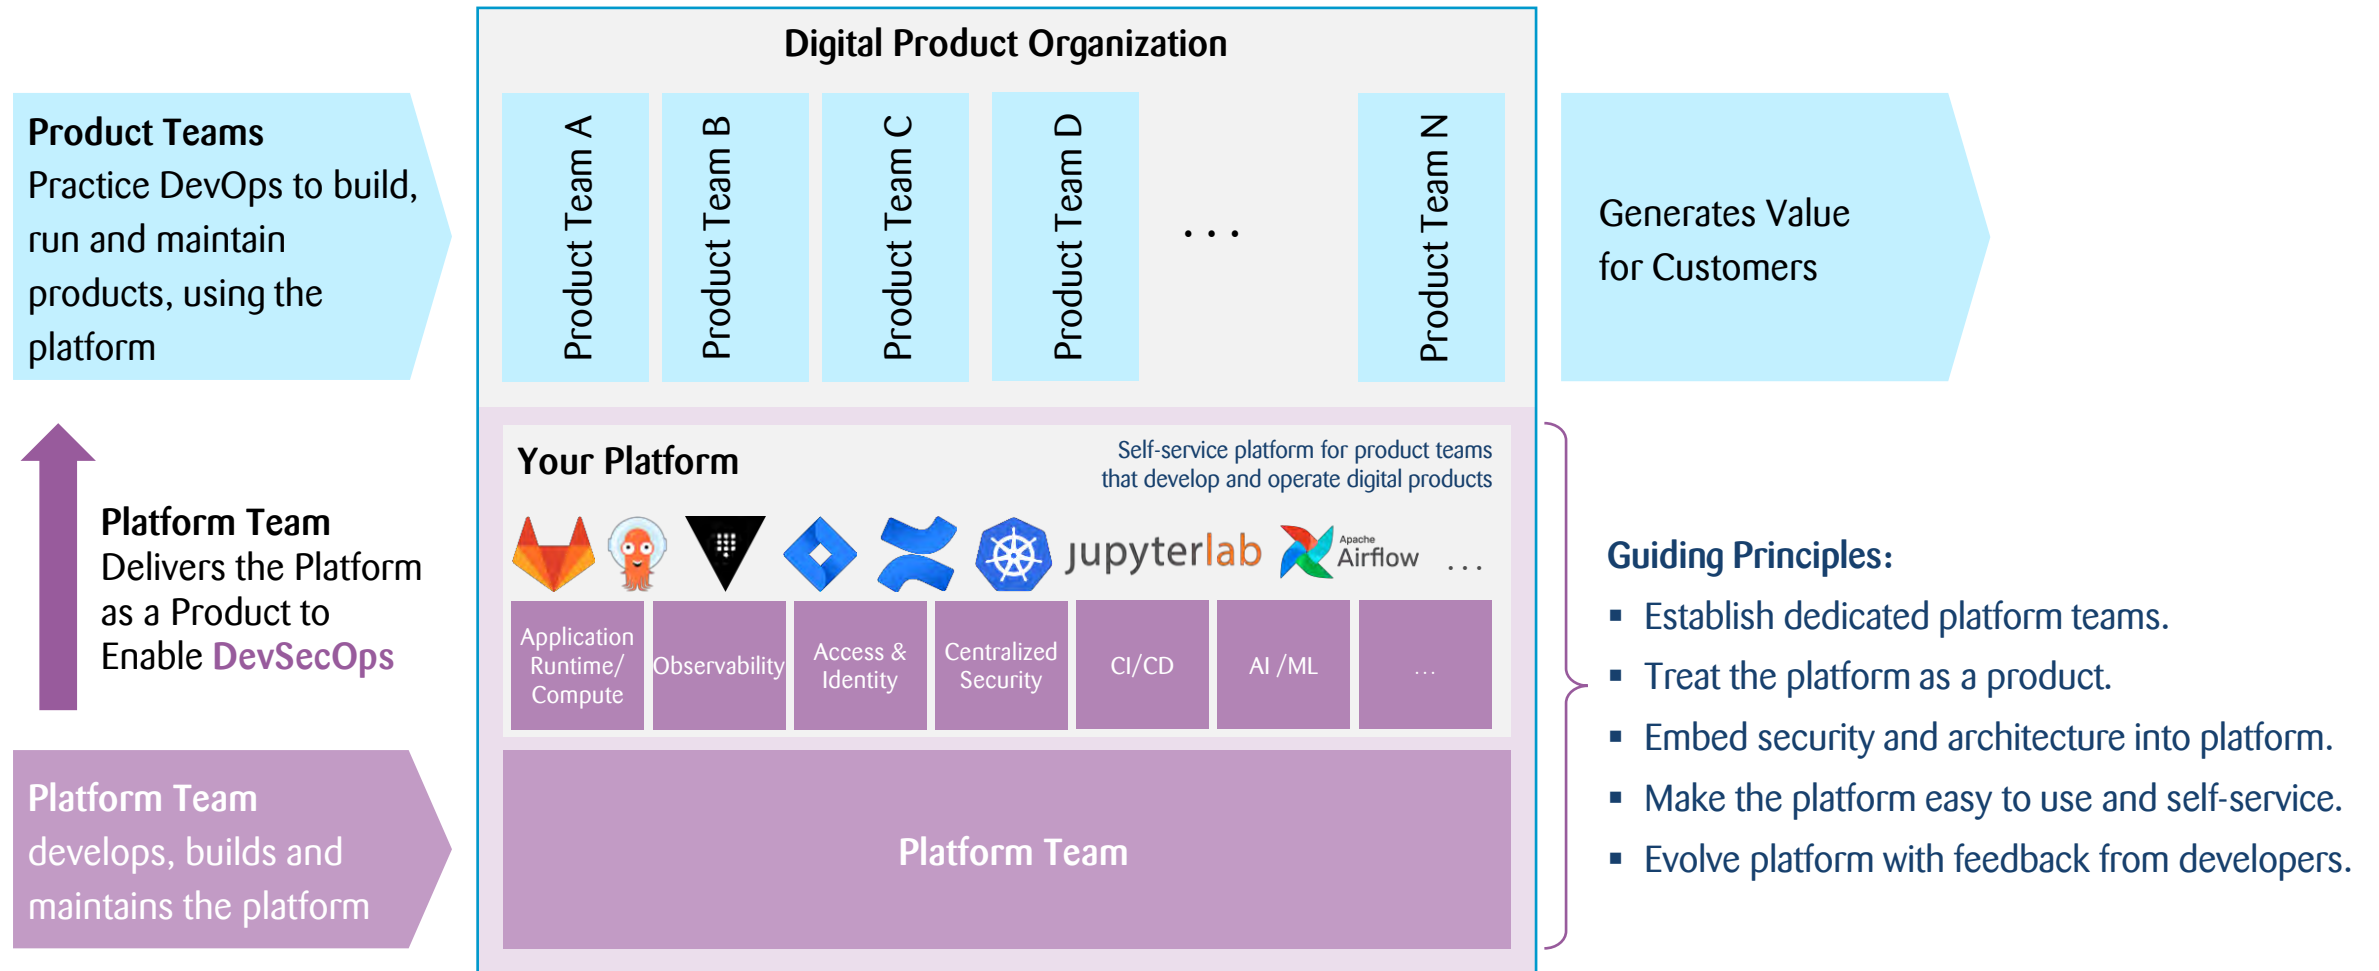 Digital Product Organization
Product Teams
Practice DevOps to build,
run and maintain
products, using the
platform
Product Team A
Product Team B
Product Team C
Product Team D
...
Product Team N
Generates Value
for Customers
Platform Team
Delivers the Platform
as a Product to
Enable DevSecOps
Your Platform
Self-service platform for product teams
that develop and operate digital products
jupyterlab
Apache
Airflow
...
Application
Runtime/
Compute
Observability
Access &
Identity
Centralized
Security
CI/CD
AI /ML
...
Platform Team
develops, builds and
maintains the platform
Platform Team
Guiding Principles:
▪ Establish dedicated platform teams.
▪ Treat the platform as a product.
▪ Embed security and architecture into platform.
▪ Make the platform easy to use and self-service.
▪ Evolve platform with feedback from developers.